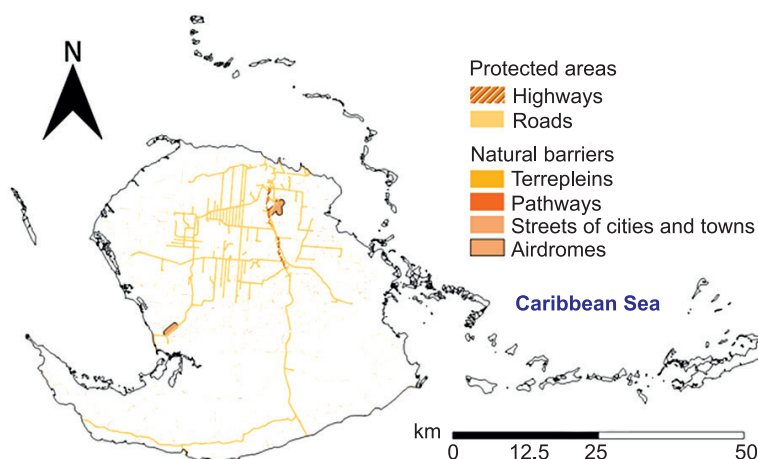 N
Protected areas
Highways
Roads
Natural barriers
Terrepleins
Pathways
Streets of cities and towns
Airdromes
Caribbean Sea
km
0 12.5 25 50